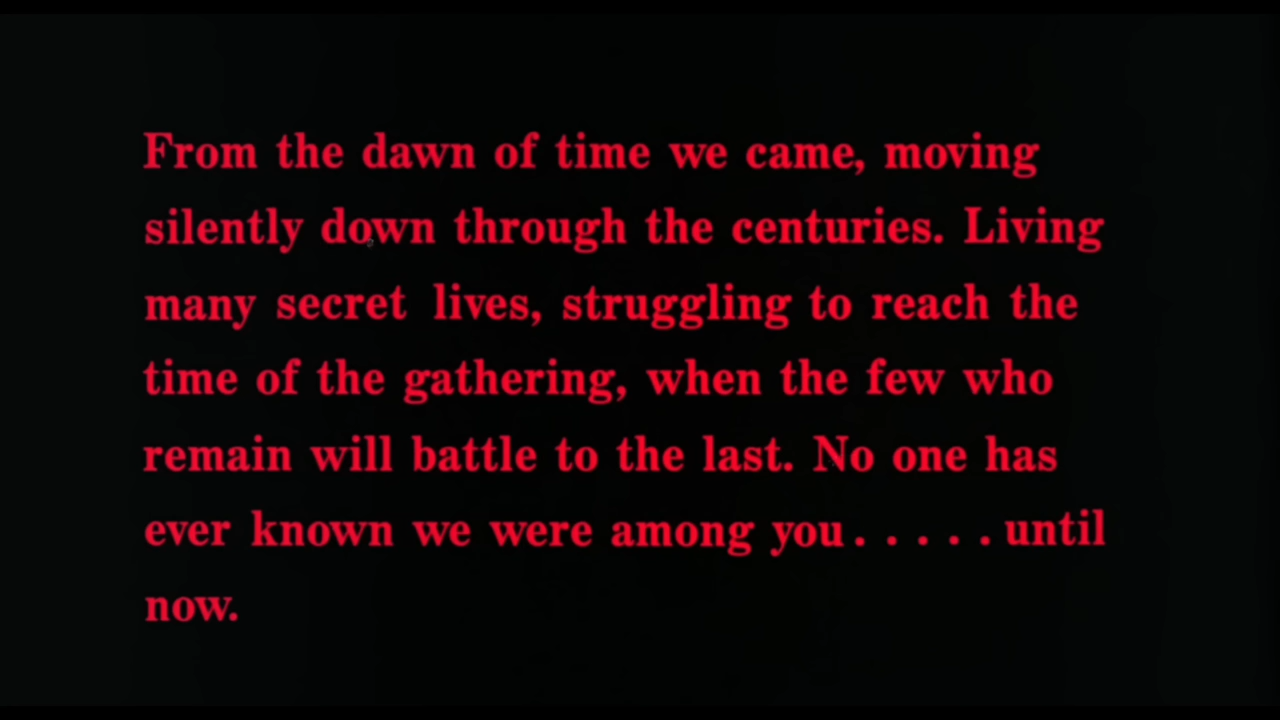 From the dawn of time we came, moving
silently down through the centuries. Living
many secret lives, struggling to reach the
time of the gathering, when the few who
remain will battle to the last. No one has
ever known we were among you . . . . . until
now.